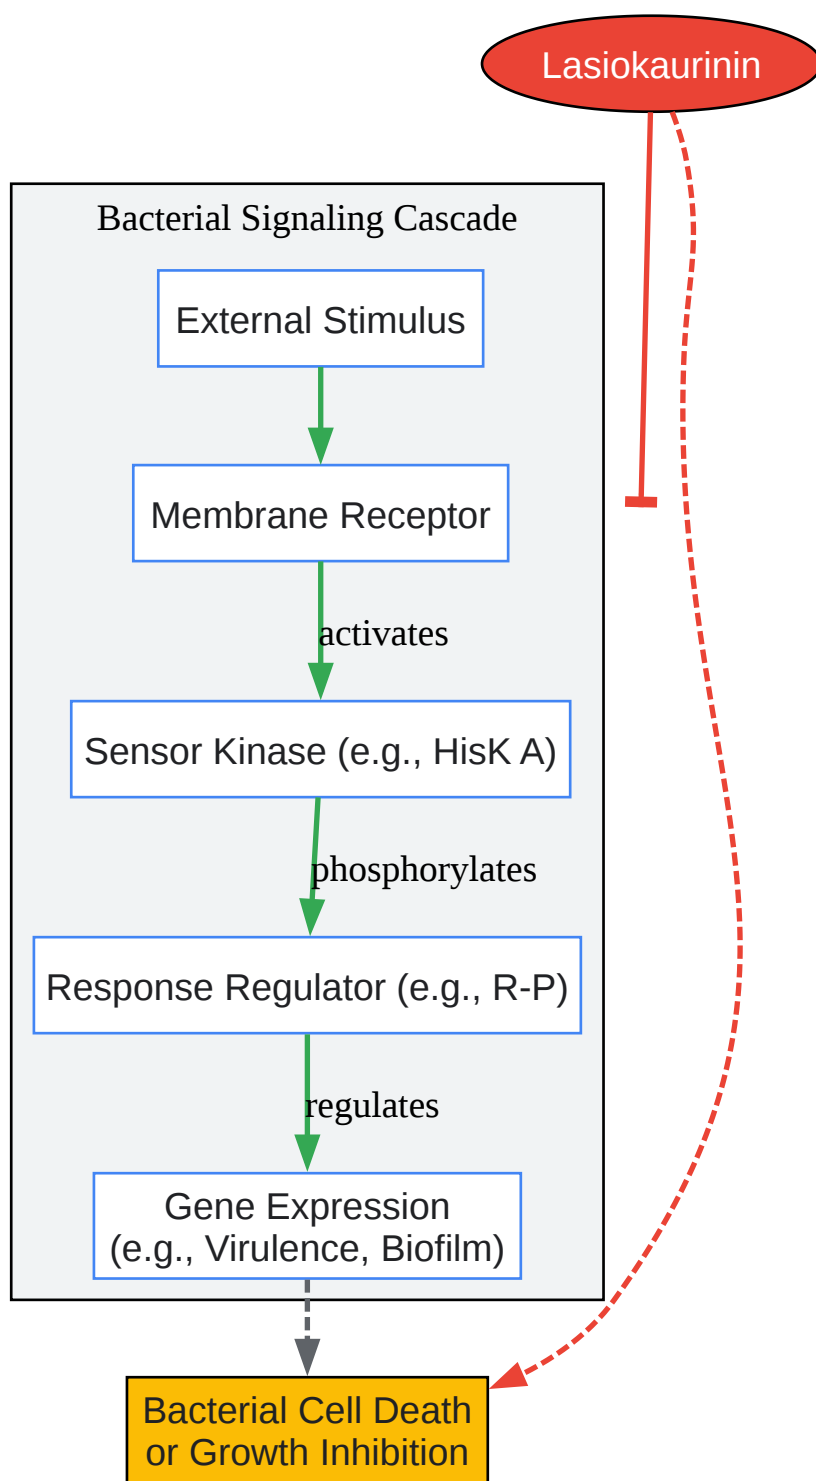 Lasiokaurinin
Bacterial Signaling Cascade
External Stimulus
Membrane Receptor
activates
Sensor Kinase (e.g., HisK A)
phosphorylates
Response Regulator (e.g., R-P)
regulates
Gene Expression
(e.g., Virulence, Biofilm)
Bacterial Cell Death
or Growth Inhibition